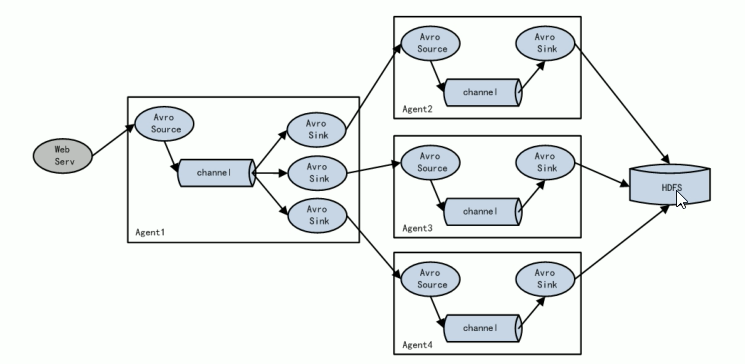 Web
Serv
Avro
Source
channel
Avro
Sink
Avro
Sink
Avro
Sink
Agent1
Avro
Source
channel
Avro
Sink
Agent2
Avro
Source
channel
Avro
Sink
Agent3
Avro
Source
channel
Avro
Sink
Agent4
HDFS